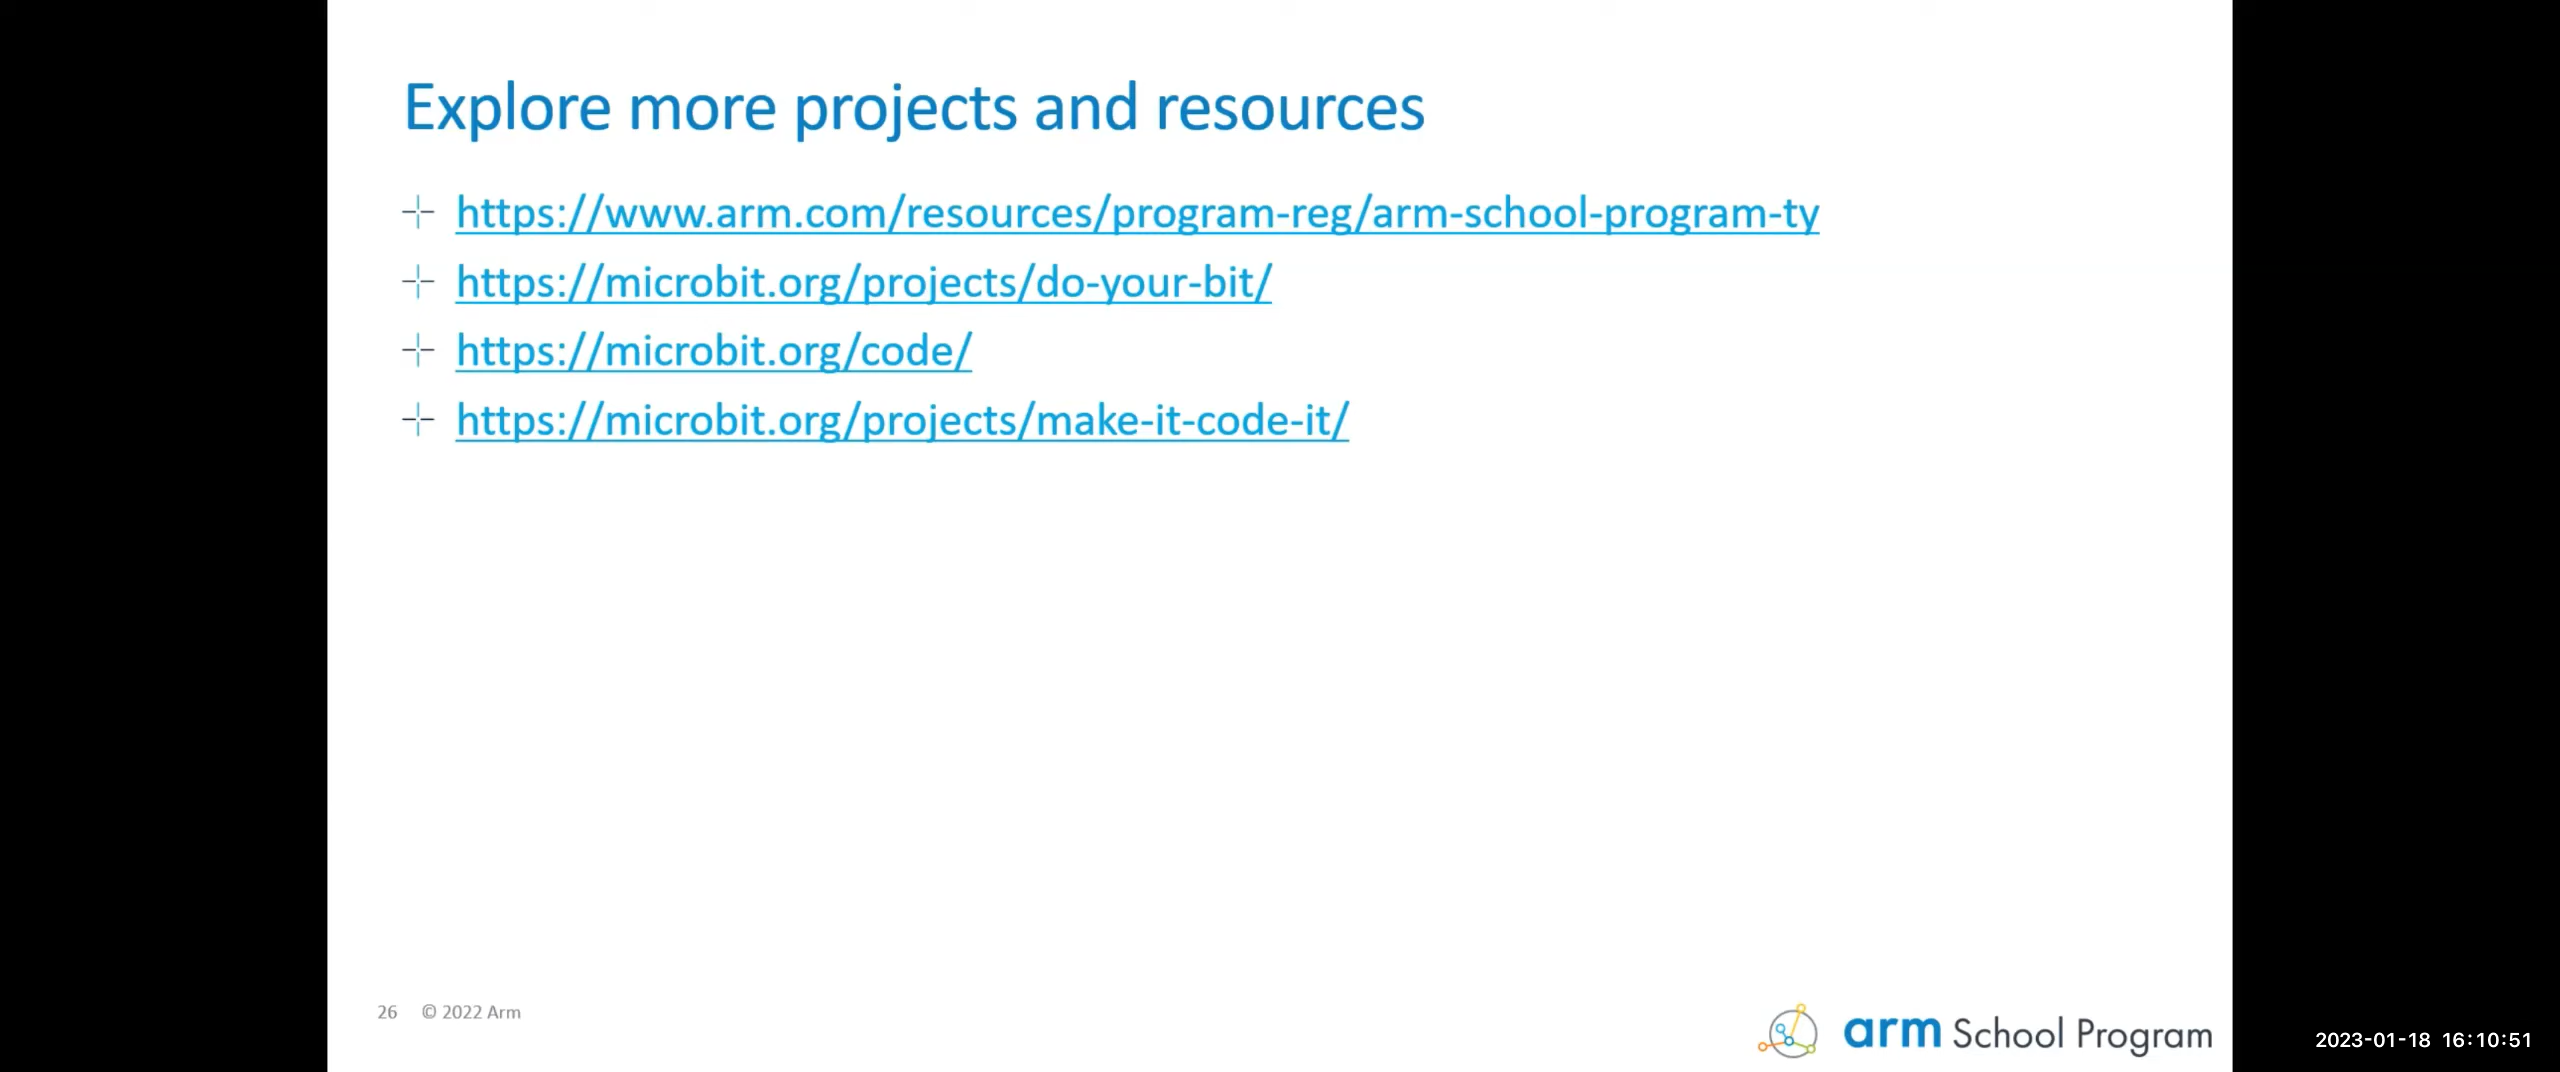 Explore more projects and resources
https://www.arm.com/resources/program-reg/arm-school-program-ty
https://microbit.org/projects/do-your-bit/
https://microbit.org/code/
https://microbit.org/projects/make-it-code-it/
26 © 2022 Arm
arm School Program
2023-01-18 16:10:51